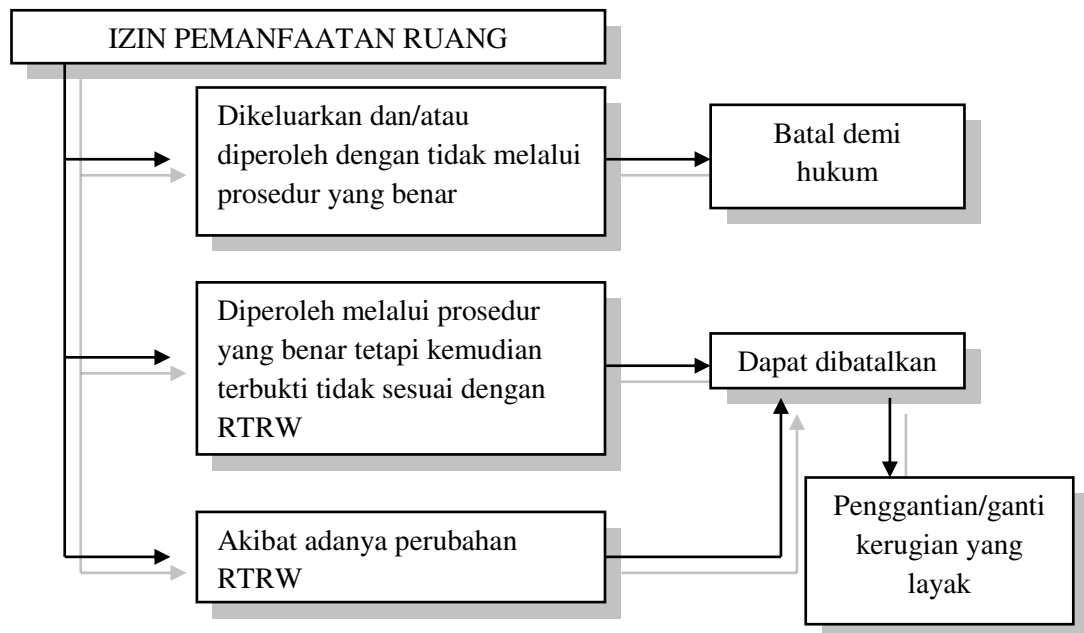 IZIN PEMANFAATAN RUANG
Dikeluarkan dan/atau
diperoleh dengan tidak melalui
prosedur yang benar
Batal demi
hukum
Diperoleh melalui prosedur
yang benar tetapi kemudian
terbukti tidak sesuai dengan
RTRW
Dapat dibatalkan
Akibat adanya perubahan
RTRW
Penggantian/ganti
kerugian yang
layak